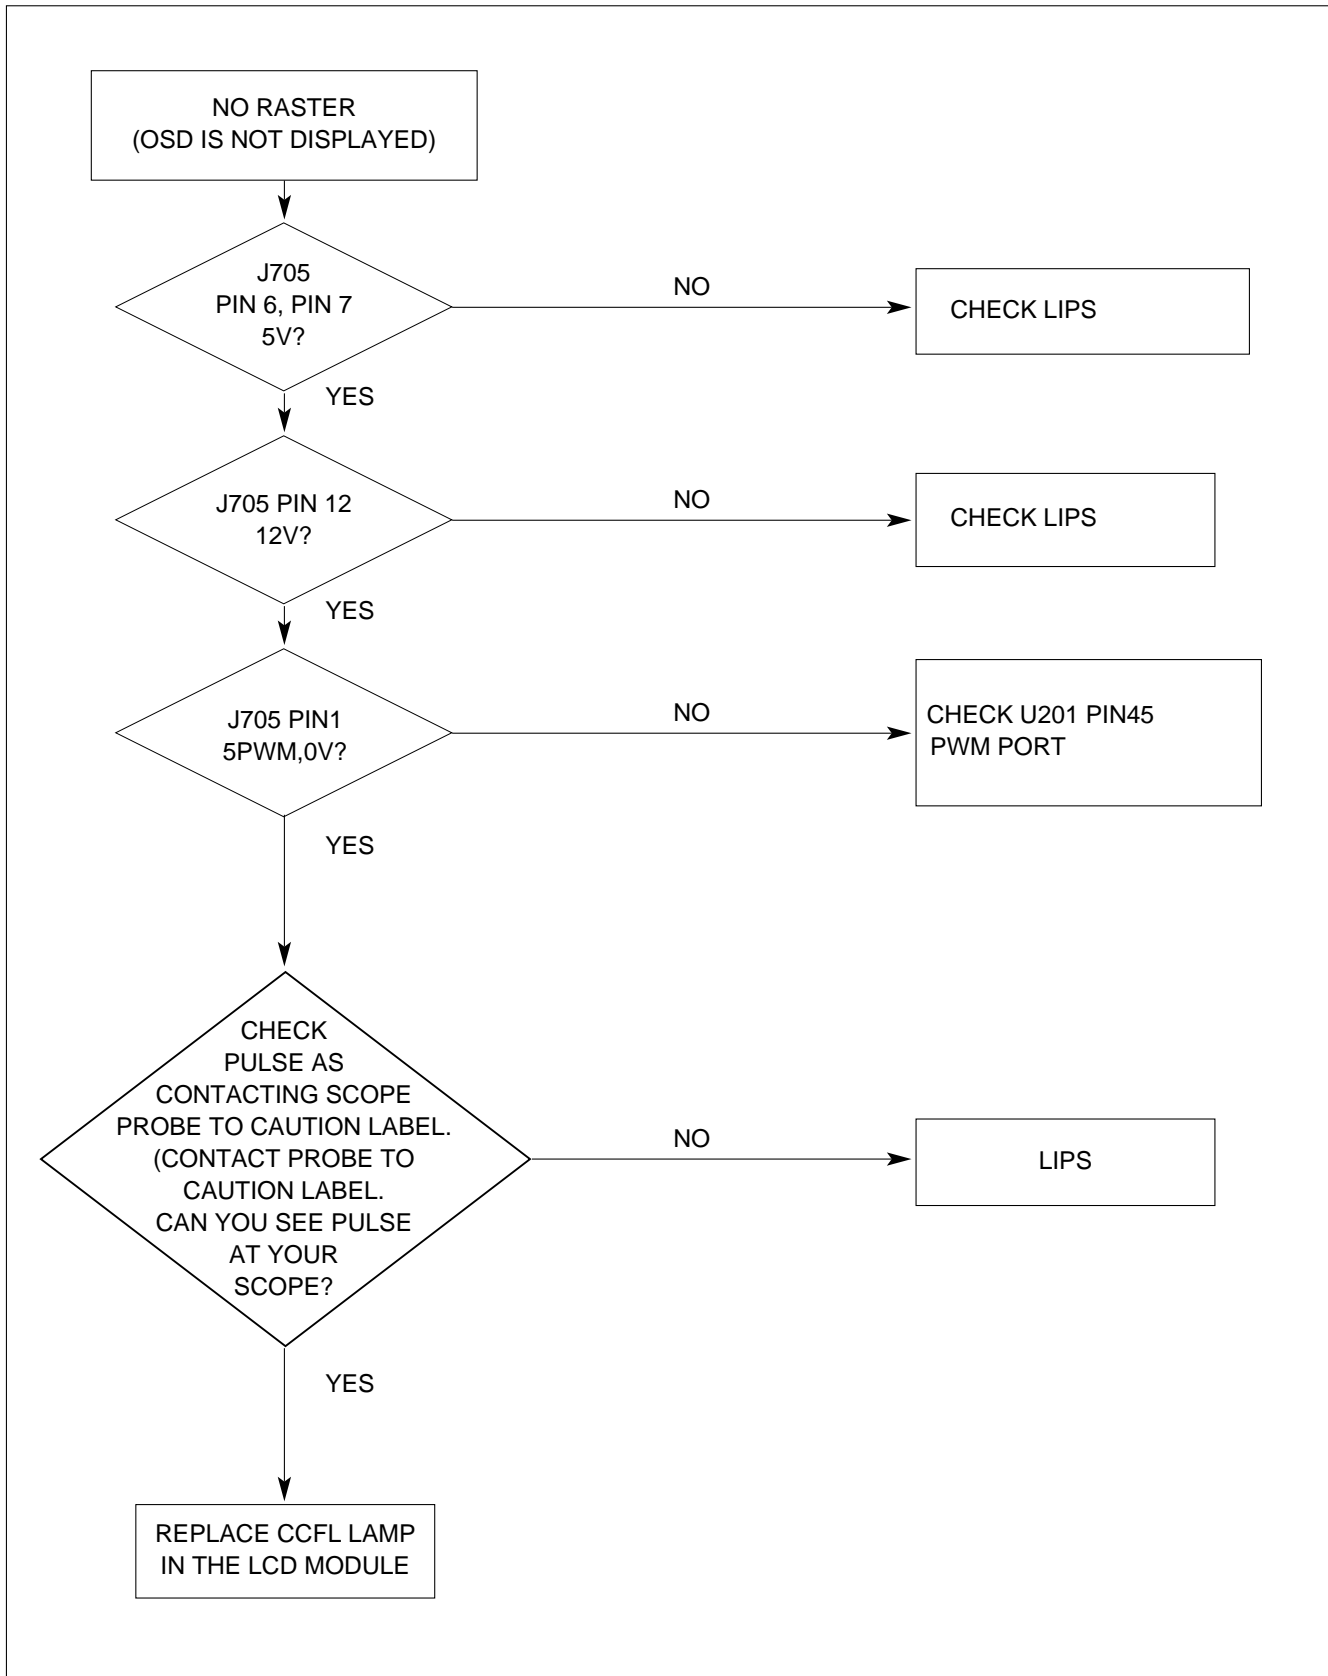 NO RASTER
(OSD IS NOT DISPLAYED)
J705
PIN 6, PIN 7
5V?
NO
CHECK LIPS
YES
J705 PIN 12
12V?
NO
CHECK LIPS
YES
J705 PIN1
5PWM,0V?
NO
CHECK U201 PIN45
PWM PORT
YES
CHECK
PULSE AS
CONTACTING SCOPE
PROBE TO CAUTION LABEL.
(CONTACT PROBE TO
CAUTION LABEL.
CAN YOU SEE PULSE
AT YOUR
SCOPE?
NO
LIPS
YES
REPLACE CCFL LAMP
IN THE LCD MODULE